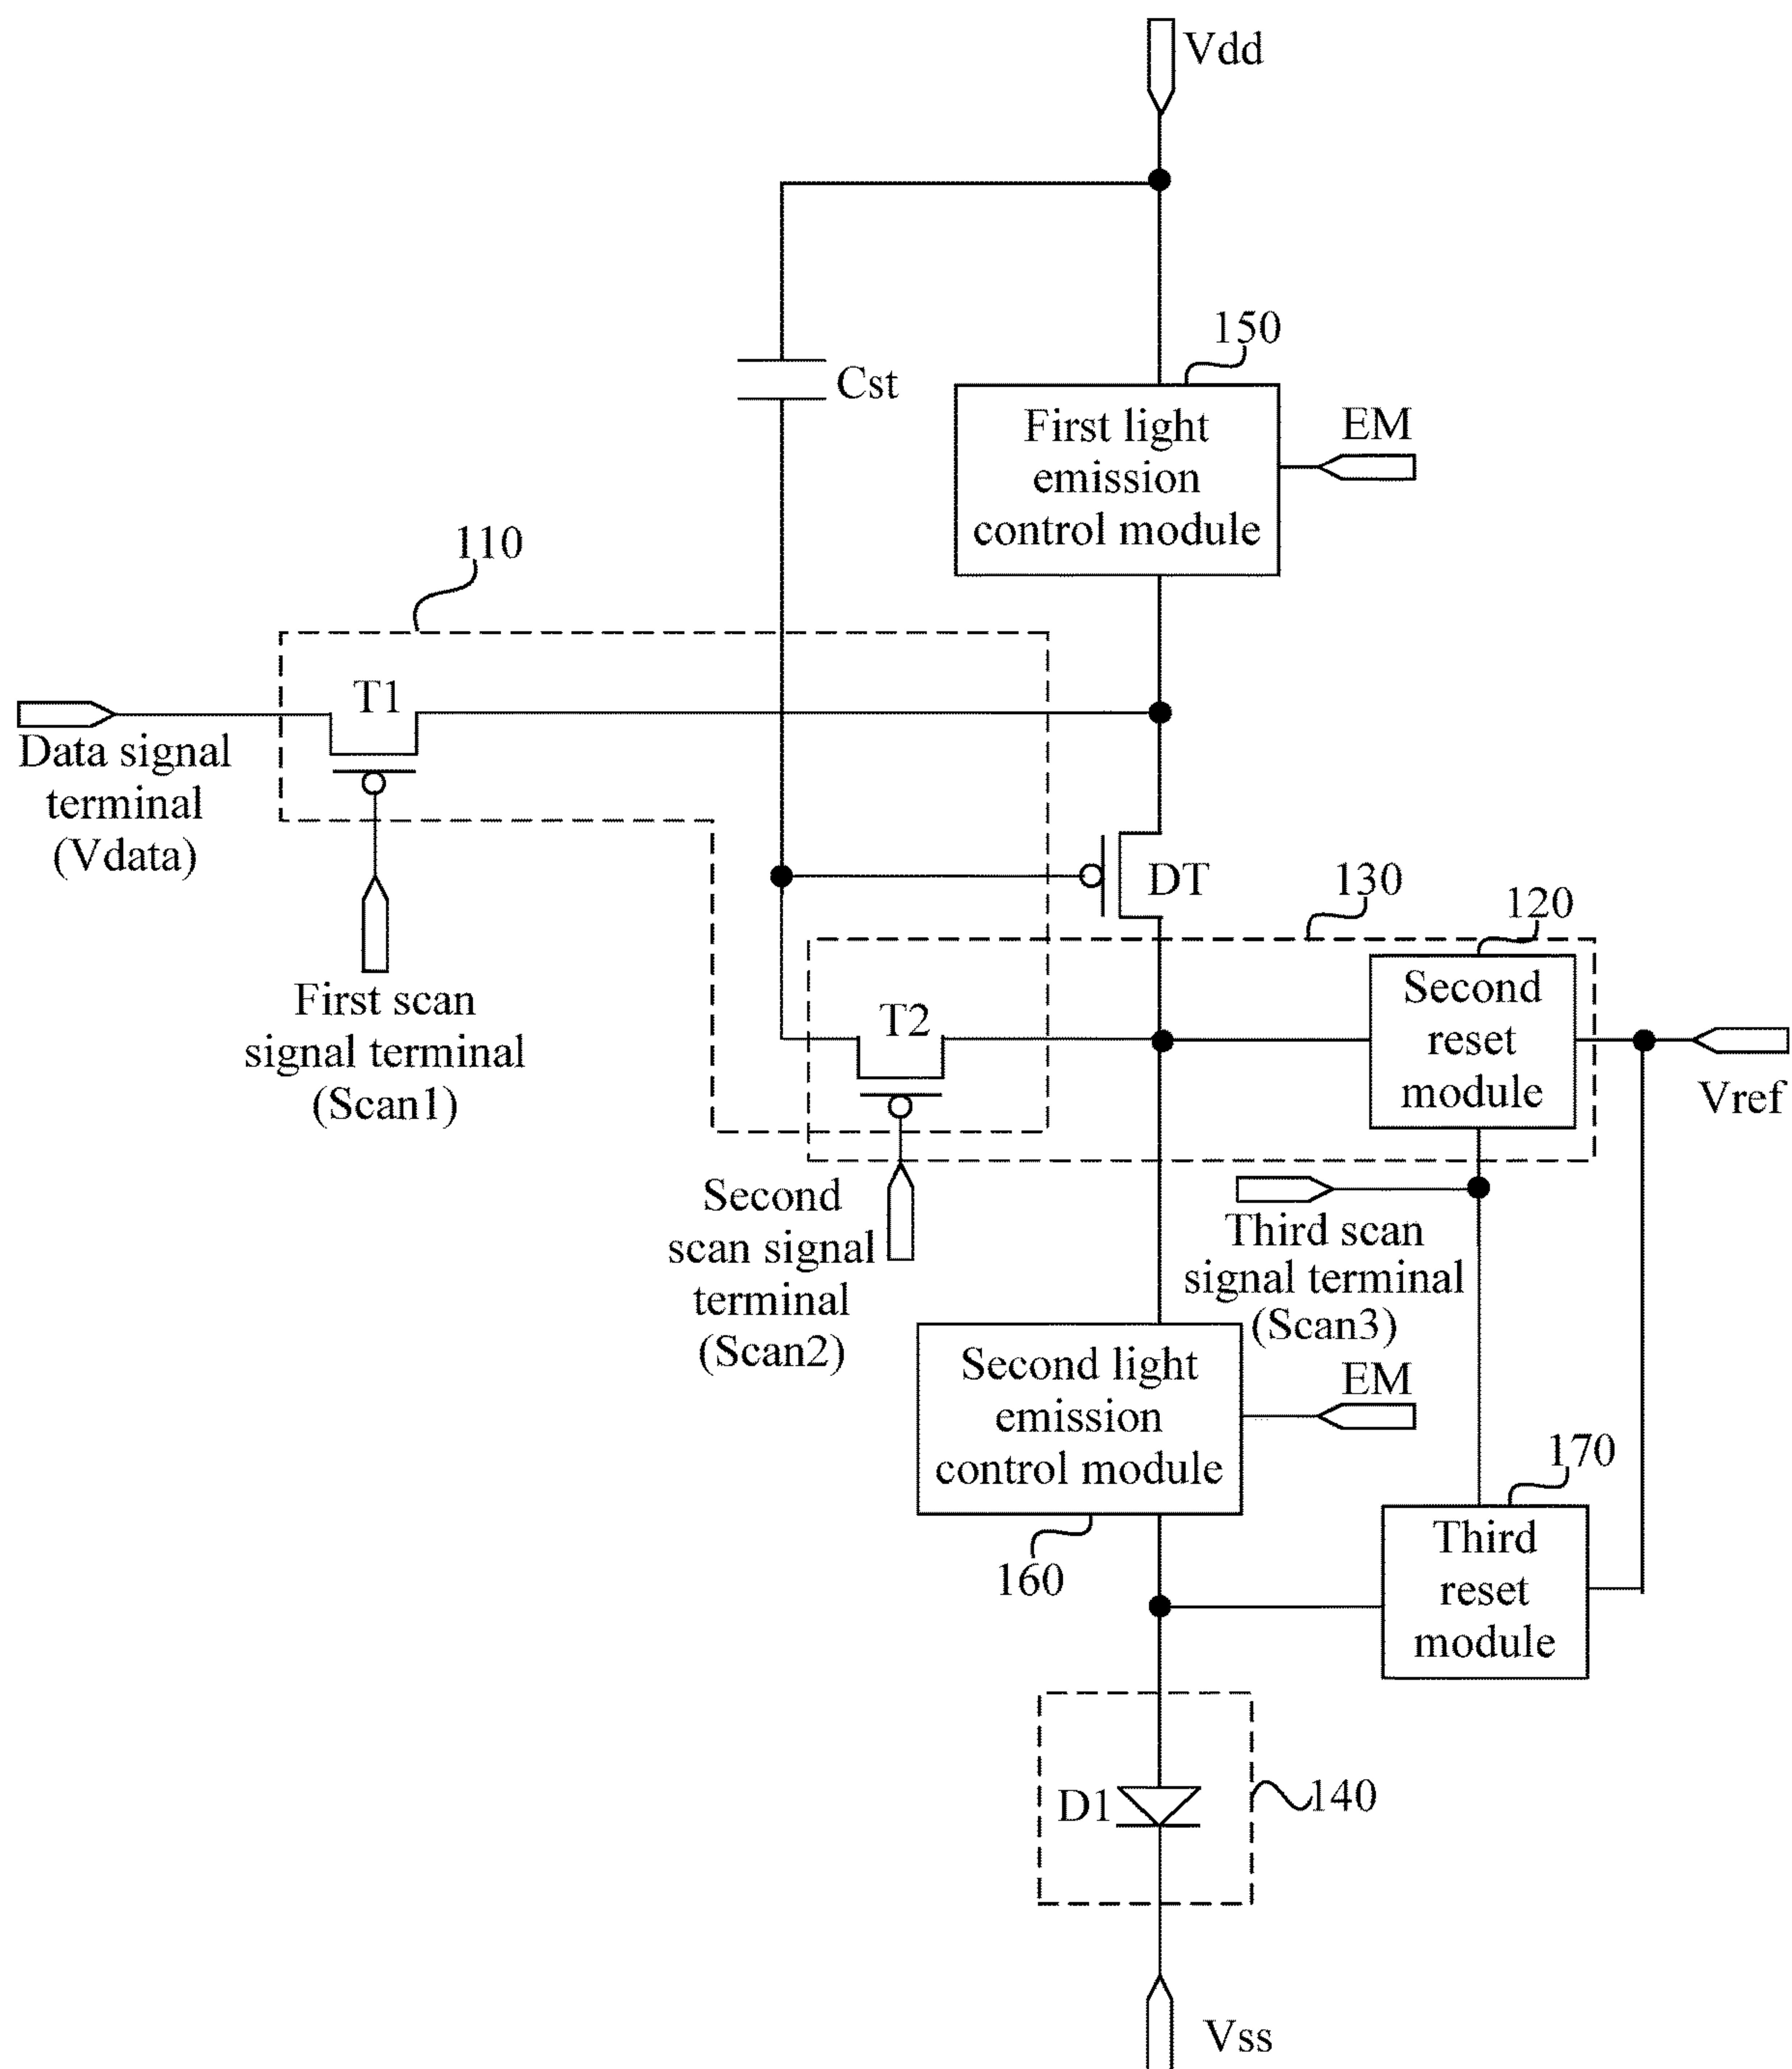 Vdd
150
Cst
First light
emission
control module
EM
110
T1
Data signal
terminal
(Vdata)
DT
130
120
First scan
signal terminal
(Scan1)
T2
Second
reset
module
Vref
Second
scan signal
terminal
(Scan2)
Third scan
signal terminal
(Scan3)
Second light
emission
control module
EM
160
170
Third
reset
module
D1
140
Vss